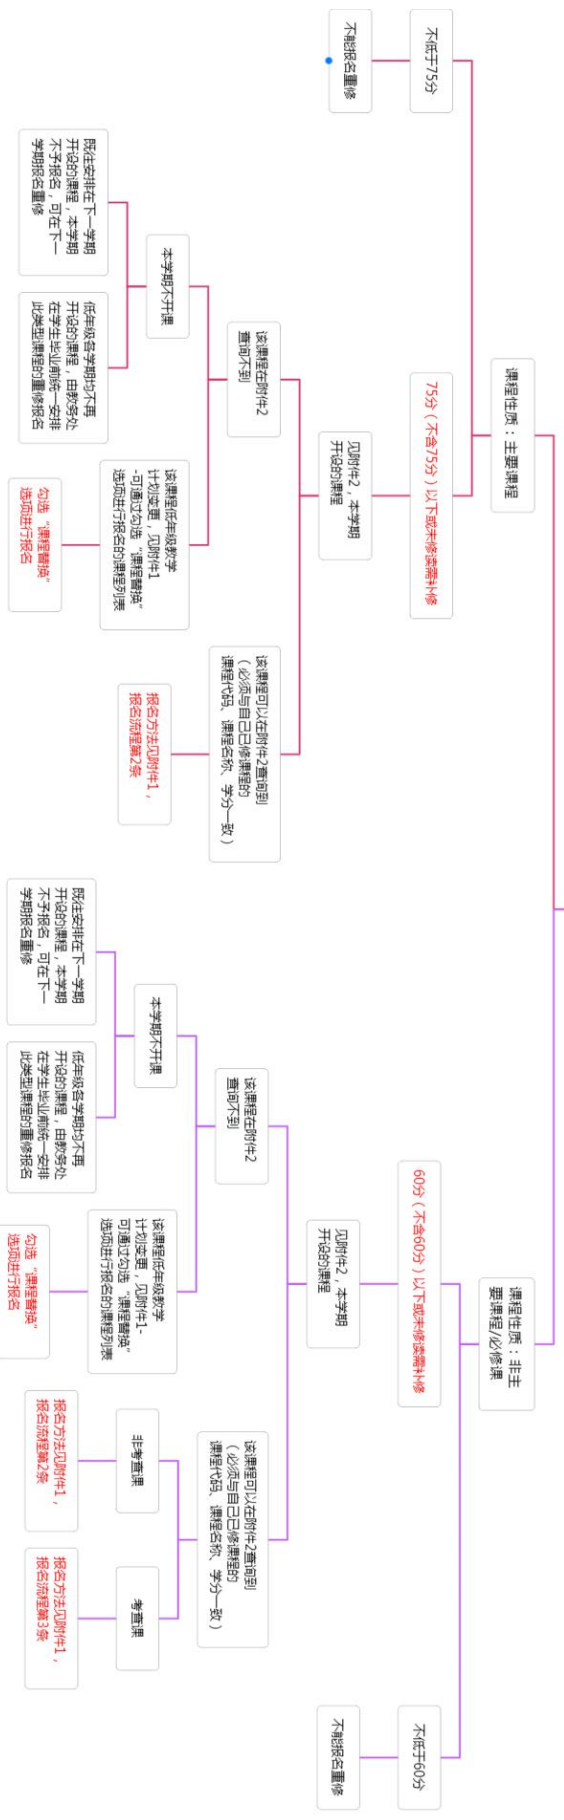 课程性质：主要课程
不低于75分
不能报名重修
75分（不含75分）以下或未修读需补修
见附件2，本学期
开设的课程
该课程在附件2
查询不到
本学期不开课
既往安排在下一学期
开设的课程，本学期
不予报名，可在下一
学期报名重修
低年级各学期均不再
开设的课程，由教务处
在学生毕业前统一安排
此类型课程的重修报名
该课程低年级教学
计划变更，见附件1
-可通过勾选“课程替换”
选项进行报名的课程列表
勾选“课程替换”
选项进行报名
该课程可以在附件2查询到
（必须与自己已修课程的
课程代码、课程名称、学分一致）
报名方法见附件1，
报名流程第2条
课程性质：非主
要课程/必修课
60分（不含60分）以下或未修读需补修
见附件2，本学期
开设的课程
该课程在附件2
查询不到
本学期不开课
既往安排在下一学期
开设的课程，本学期
不予报名，可在下一
学期报名重修
低年级各学期均不再
开设的课程，由教务处
在学生毕业前统一安排
此类型课程的重修报名
该课程低年级教学
计划变更，见附件1-
可通过勾选“课程替换”
选项进行报名的课程列表
勾选“课程替换”
选项进行报名
该课程可以在附件2查询到
（必须与自己已修课程的
课程代码、课程名称、学分一致）
非考查课
报名方法见附件1，
报名流程第2条
考查课
报名方法见附件1，
报名流程第3条
不低于60分
不能报名重修